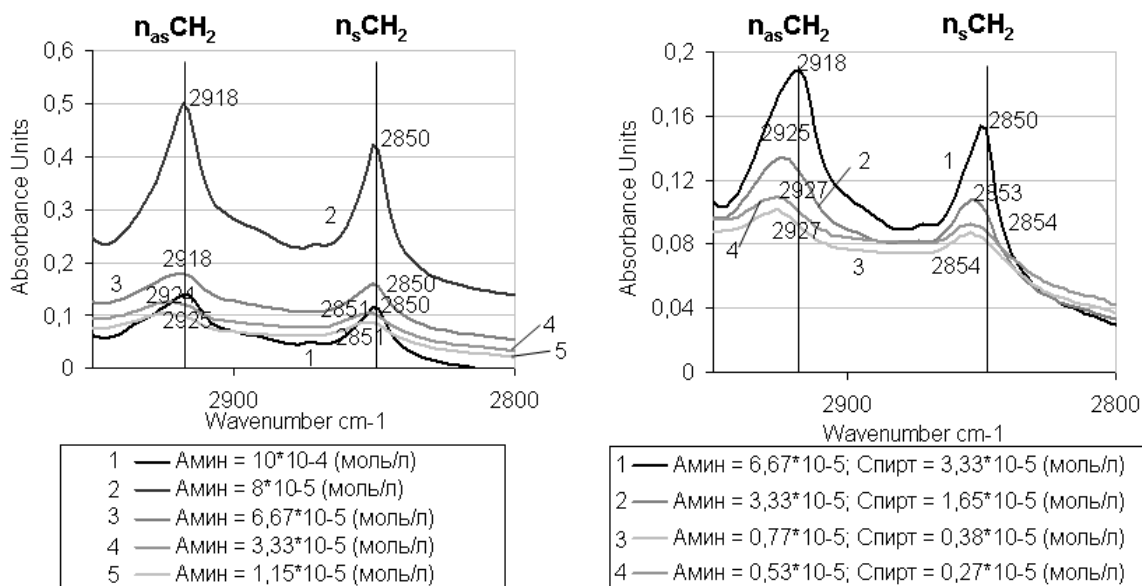 nasCH2
nsCH2
Absorbance Units
0,6
0,5
0,4
0,3
0,2
0,1
0
2918
2850
2
3
2918
2921
2925
2850
2851
2850
2851
1
4
5
2900
2800
Wavenumber cm-1
1 Амин = 10*10-4 (моль/л)
2 Амин = 8*10-5 (моль/л)
3 Амин = 6,67*10-5 (моль/л)
4 Амин = 3,33*10-5 (моль/л)
5 Амин = 1,15*10-5 (моль/л)
nasCH2
nsCH2
Absorbance Units
0,2
0,16
0,12
0,08
0,04
0
2918
2925
2
2927
2927
4
3
2850
1
2853
2854
2854
2900
2800
Wavenumber cm-1
1 Амин = 6,67*10-5; Спирт = 3,33*10-5 (моль/л)
2 Амин = 3,33*10-5; Спирт = 1,65*10-5 (моль/л)
3 Амин = 0,77*10-5; Спирт = 0,38*10-5 (моль/л)
4 Амин = 0,53*10-5; Спирт = 0,27*10-5 (моль/л)